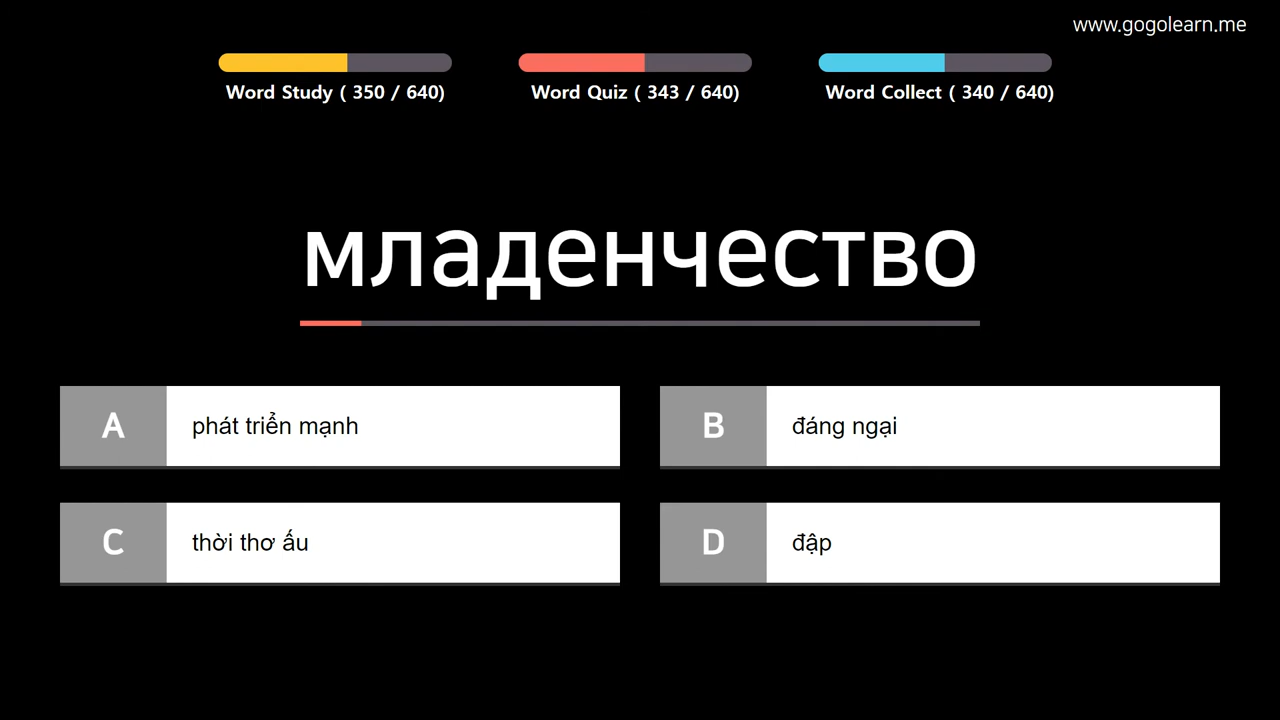 www.gogolearn.me
Word Study ( 350 / 640)
Word Quiz ( 343 / 640)
Word Collect ( 340 / 640)
младенчество
A phát triển mạnh
B đáng ngại
C thời thơ ấu
D đập